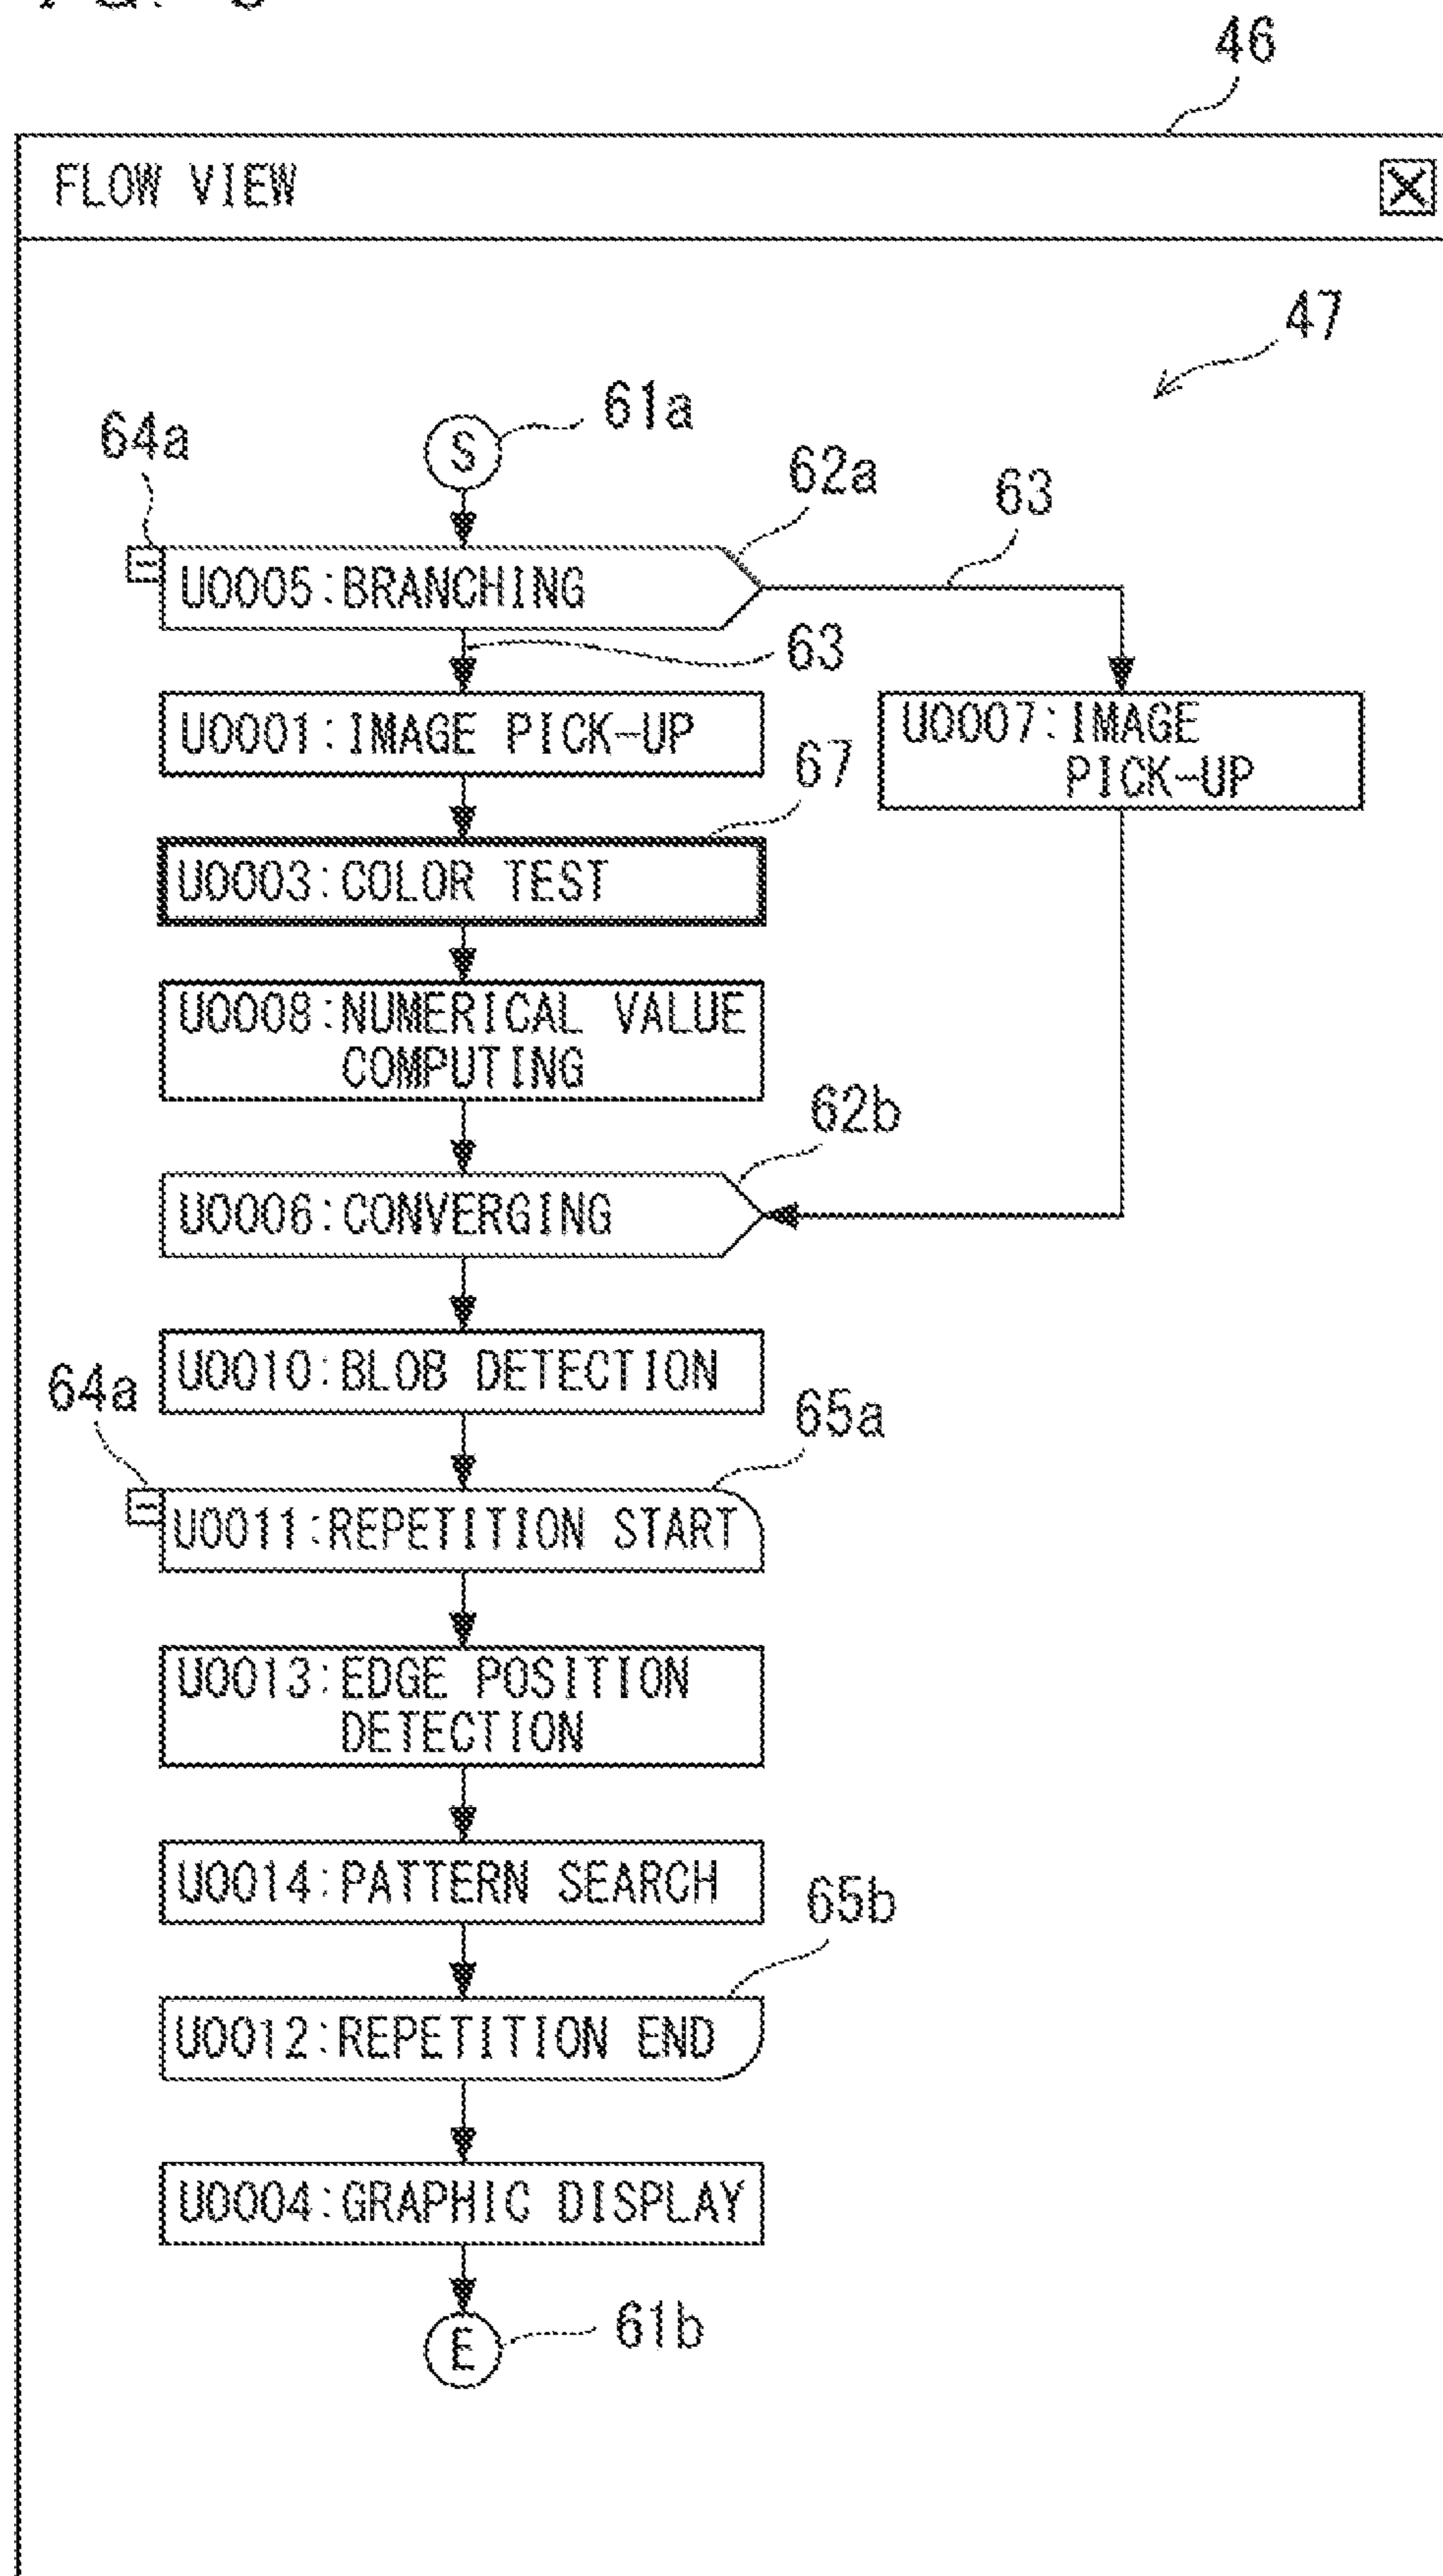 46
FLOW VIEW
47
61a
S
64a
62a
63
U0005:BRANCHING
63
U0001:IMAGE PICK-UP
U0007:IMAGE
PICK-UP
67
U0003:COLOR TEST
U0008:NUMERICAL VALUE
COMPUTING
62b
U0006:CONVERGING
U0010:BLOB DETECTION
64a
65a
U0011:REPETITION START
U0013:EDGE POSITION
DETECTION
U0014:PATTERN SEARCH
65b
U0012:REPETITION END
U0004:GRAPHIC DISPLAY
E
61b